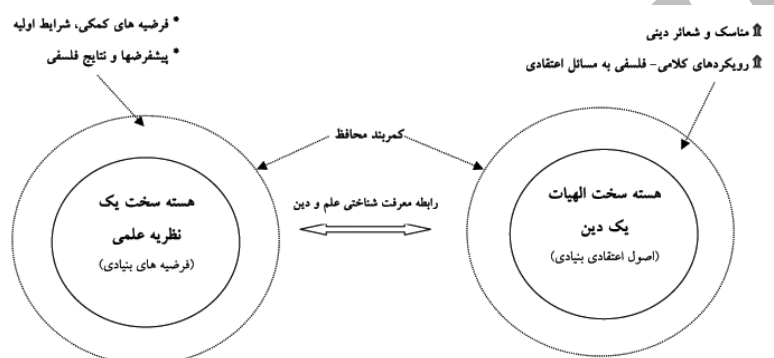 ۩ مناسک و شعائر دینی
۩ رویکردهای کلامی- فلسفی به مسائل اعتقادی
* فرضیه های کمکی، شرایط اولیه
* پیشفرضها و نتایج فلسفی
کمربند محافظ
هسته سخت الهیات
یک دین
(اصول اعتقادی بنیادی)
رابطه معرفت شناختی علم و دین
هسته سخت یک
نظریه علمی
(فرضیه های بنیادی)